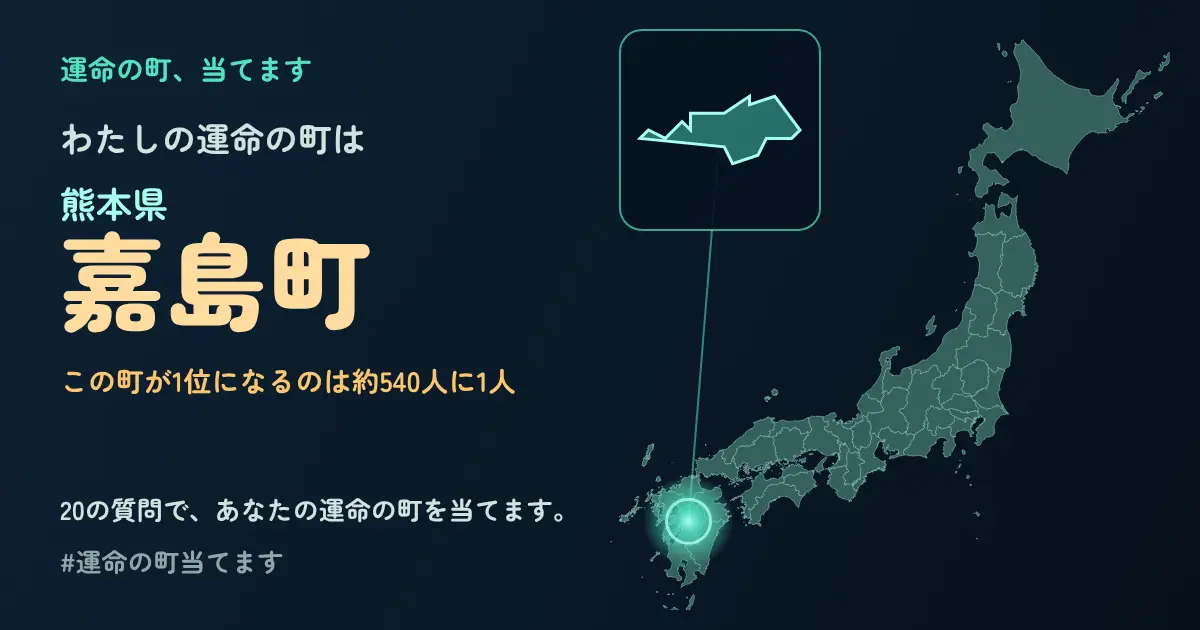 運命の町、当てます
わたしの運命の町は
熊本県
嘉島町
この町が1位になるのは約540人に1人
20の質問で、あなたの運命の町を当てます。
#運命の町当てます